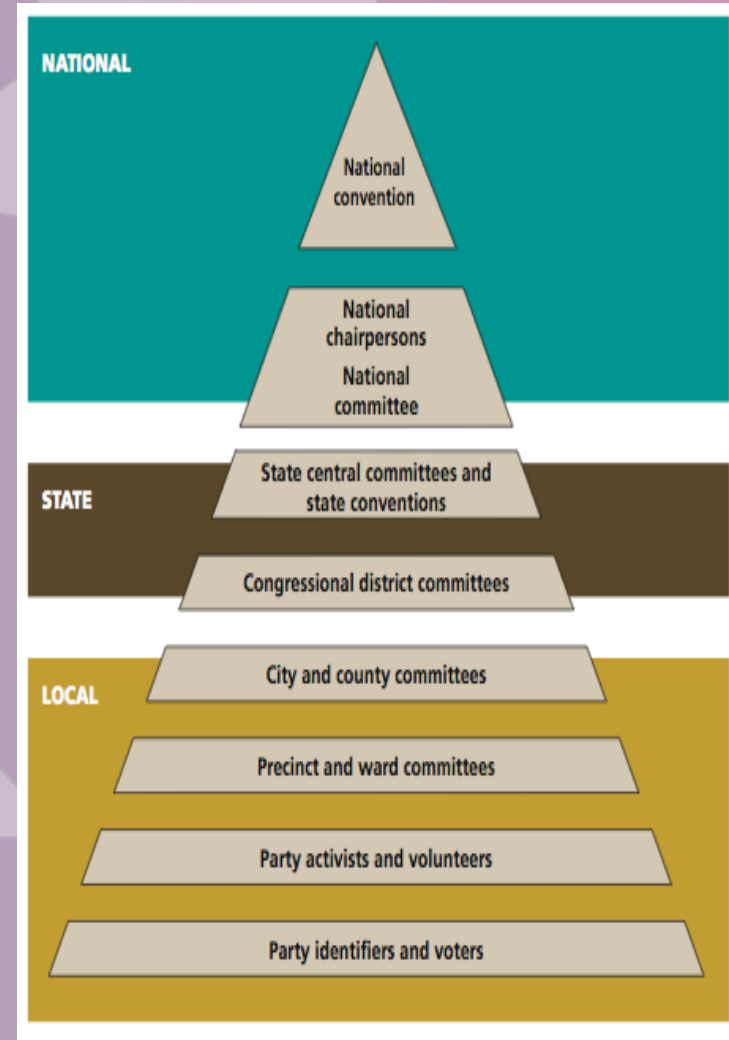 NATIONAL
National
convention
National
chairpersons
National
committee
STATE
State central committees and
state conventions
Congressional district committees
LOCAL
City and county committees
Precinct and ward committees
Party activists and volunteers
Party identifiers and voters